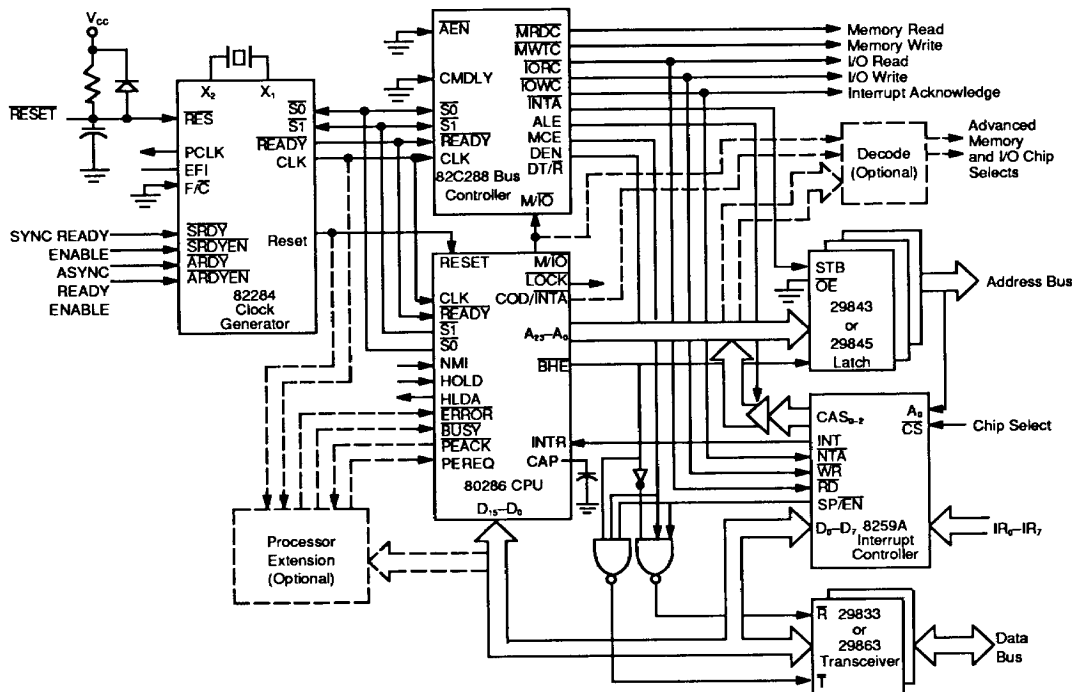 Vcc
RESET
X2 X1
RES
PCLK
EFI
F/C
SRDY
SRDYEN
ARDY
ARDYEN
S0
S1
READY
CLK
Reset
82284
Clock
Generator
SYNC READY
ENABLE
ASYNC
READY
ENABLE
AEN
CMDLY
S0
S1
READY
CLK
82C288 Bus
Controller
MRDC
MWTC
IORC
IOWC
INTA
ALE
MCE
DEN
DT/R
M/IO
Memory Read
Memory Write
I/O Read
I/O Write
Interrupt Acknowledge
Decode
(Optional)
Advanced
Memory
and I/O Chip
Selects
RESET
CLK
READY
S1
S0
NMI
HOLD
HLDA
ERROR
BUSY
PEACK
PEREQ
M/IO
LOCK
COD/INTA
A23–A0
BHE
INTR
CAP
80286 CPU
D15–D0
STB
OE
29843
or
29845
Latch
Address Bus
CAS0-2
INT
NTA
WR
RD
SP/EN
D0–D7
A0
CS
8259A
Interrupt
Controller
Chip Select
IR0–IR7
Processor
Extension
(Optional)
R
T
29833
or
29863
Transceiver
Data
Bus